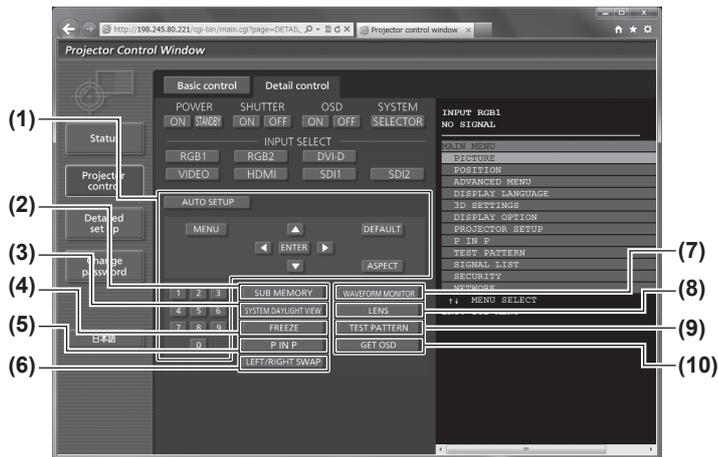 http://198.245.80.221/cgi-bin/main.cgi?page=DETAIL_
Projector control window
Projector Control Window
Basic control
Detail control
POWER
SHUTTER
OSD
SYSTEM
ON
STANDBY
ON
OFF
ON
OFF
SELECTOR
INPUT SELECT
RGB1
RGB2
DVI-D
VIDEO
HDMI
SDI1
SDI2
AUTO SETUP
MENU
DEFAULT
ENTER
ASPECT
1
2
3
4
5
6
7
8
9
0
SUB MEMORY
SYSTEM DAYLIGHT VIEW
FREEZE
P IN P
LEFT/RIGHT SWAP
WAVEFORM MONITOR
LENS
TEST PATTERN
GET OSD
Status
Projector
control
Detailed
set up
Change
password
日本語
INPUT RGB1
NO SIGNAL
MAIN MENU
PICTURE
POSITION
ADVANCED MENU
DISPLAY LANGUAGE
3D SETTINGS
DISPLAY OPTION
PROJECTOR SETUP
P IN P
TEST PATTERN
SIGNAL LIST
SECURITY
NETWORK
↑↓ MENU SELECT
(1)
(2)
(3)
(4)
(5)
(6)
(7)
(8)
(9)
(10)